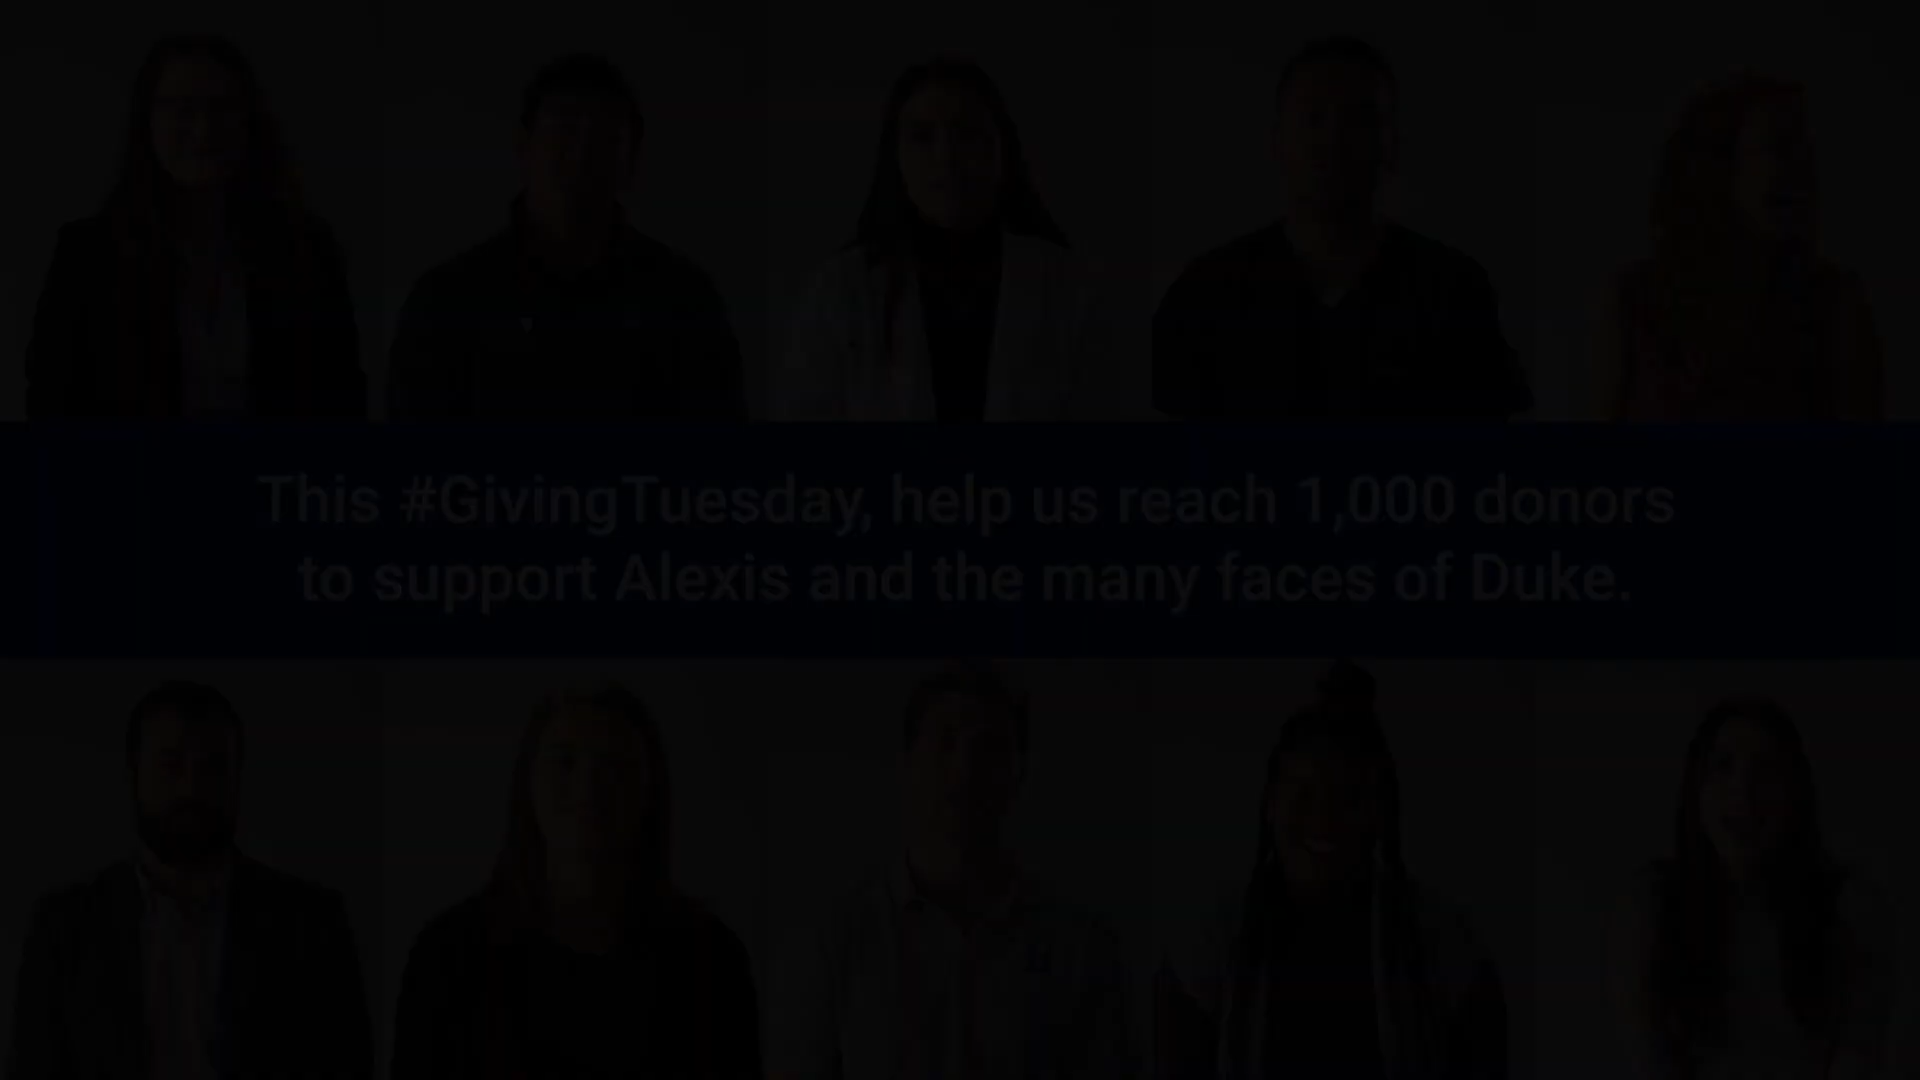 This #GivingTuesday, help us reach 1,000 donors
to support Alexis and the many faces of Duke.